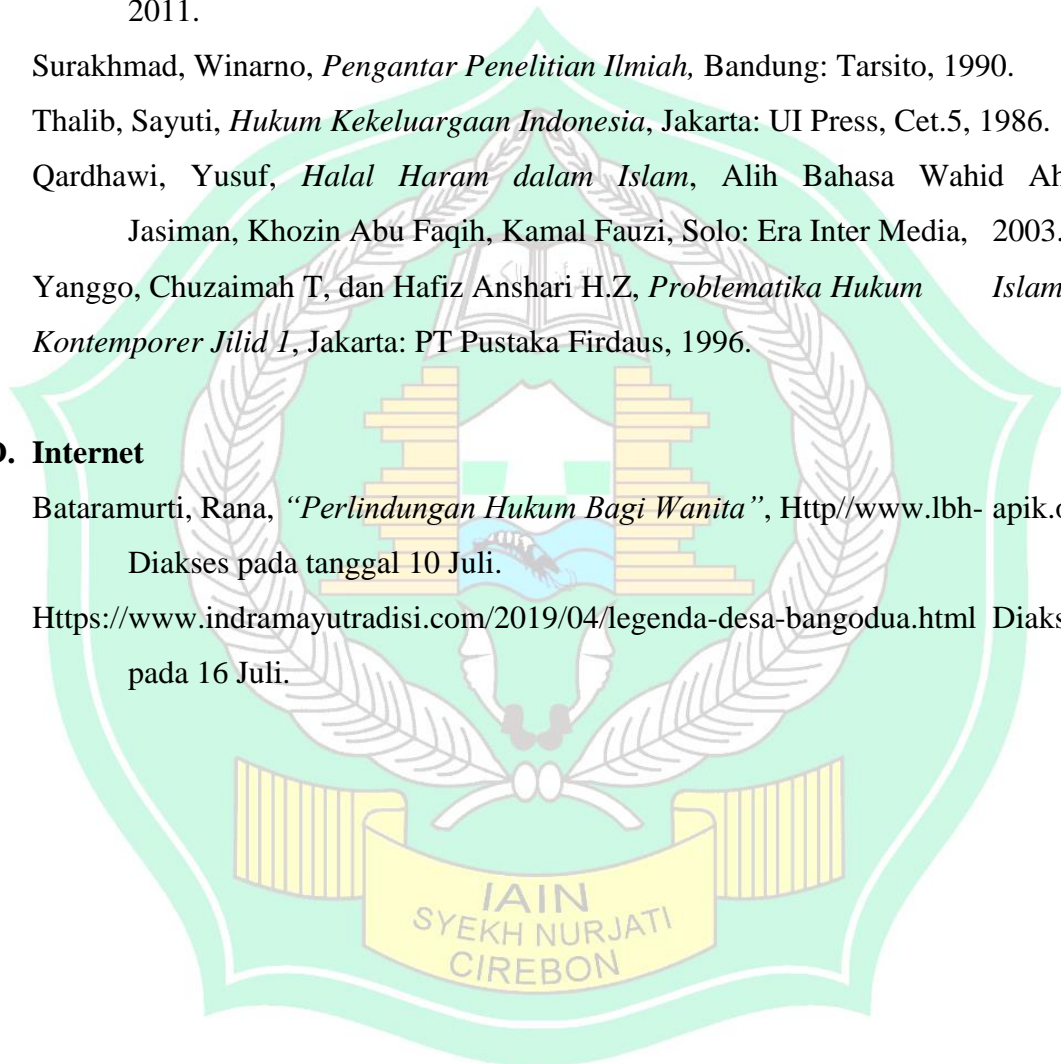 2011.
Surakhmad, Winarno, Pengantar Penelitian Ilmiah, Bandung: Tarsito, 1990.
Thalib, Sayuti, Hukum Kekeluargaan Indonesia, Jakarta: UI Press, Cet.5, 1986.
Qardhawi, Yusuf, Halal Haram dalam Islam, Alih Bahasa Wahid Ah
Jasiman, Khozin Abu Faqih, Kamal Fauzi, Solo: Era Inter Media, 2003.
Yanggo, Chuzaimah T, dan Hafiz Anshari H.Z, Problematika Hukum Islam
Kontemporer Jilid 1, Jakarta: PT Pustaka Firdaus, 1996.
D. Internet
Bataramurti, Rana, “Perlindungan Hukum Bagi Wanita”, Http//www.lbh- apik.o
Diakses pada tanggal 10 Juli.
Https://www.indramayutradisi.com/2019/04/legenda-desa-bangodua.html Diaks
pada 16 Juli.
IAIN
SYEKH NURJATI
CIREBON